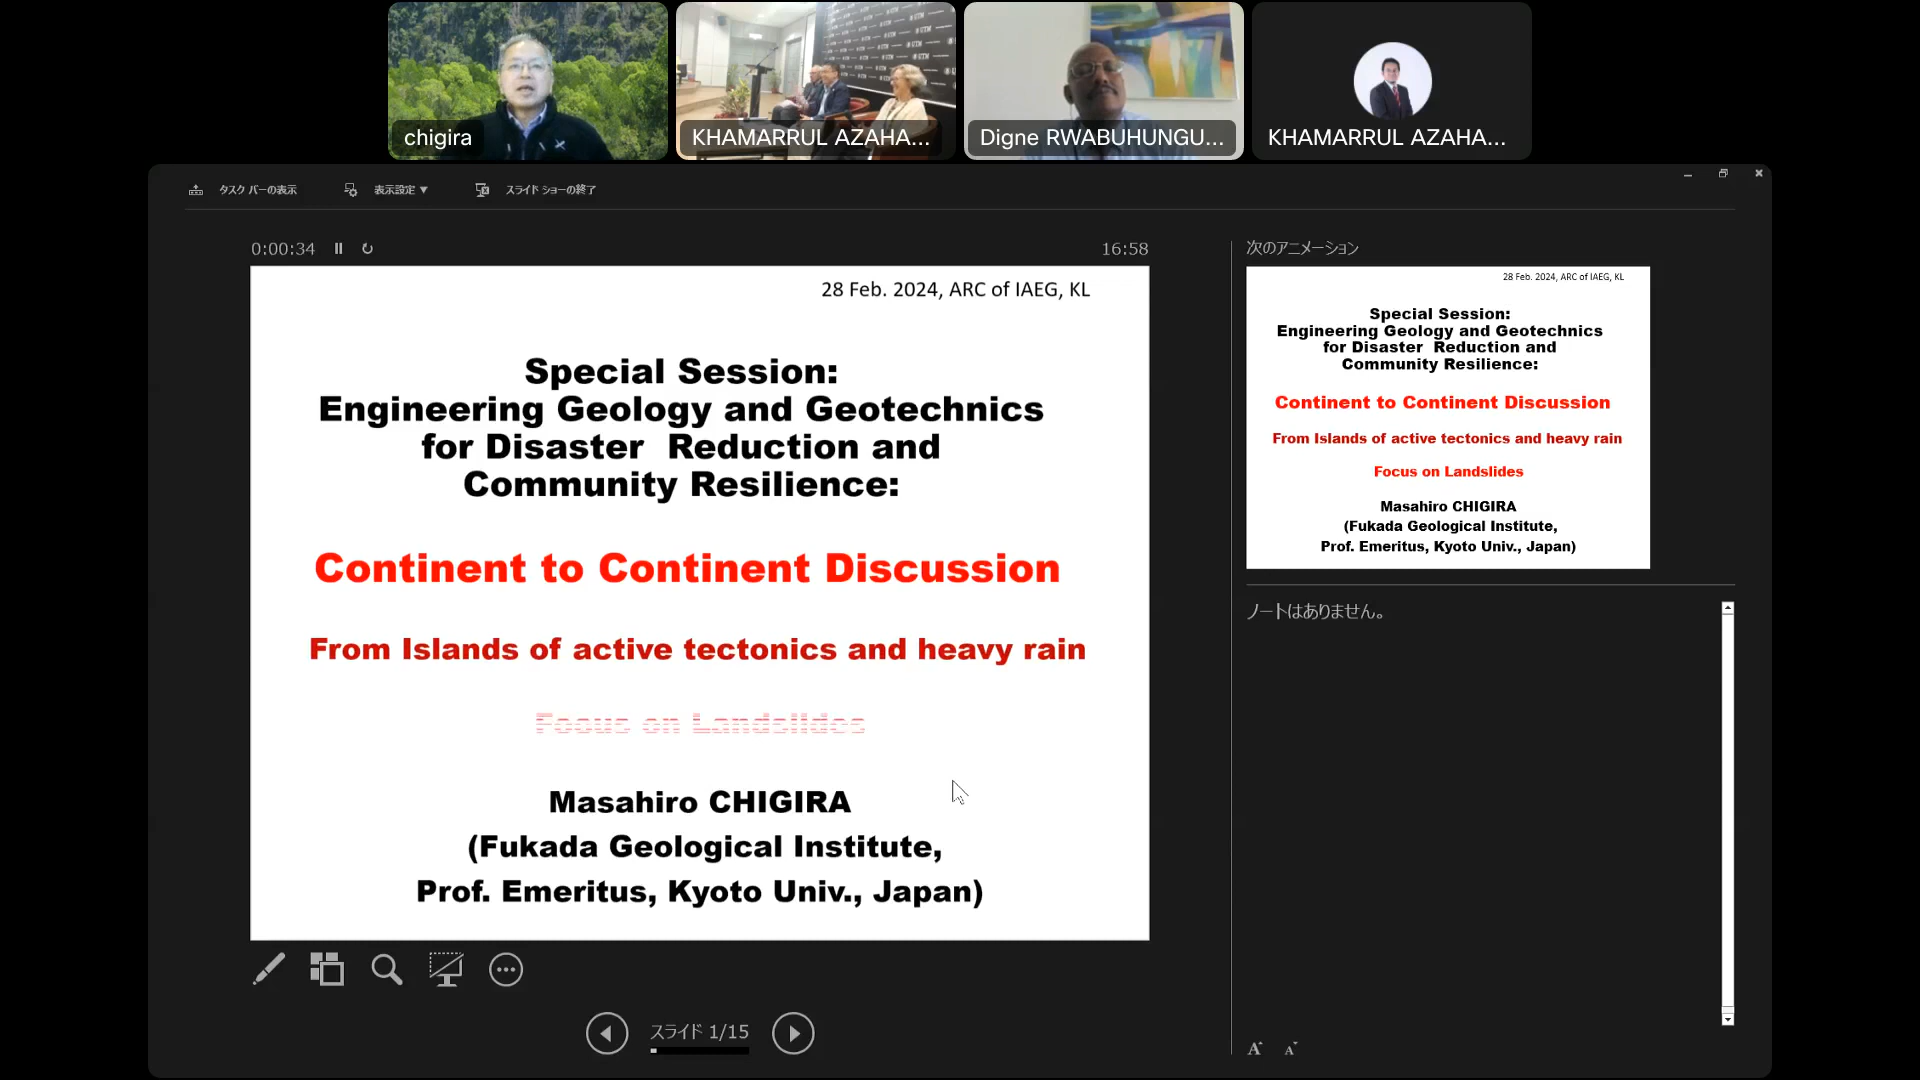 chigira
KHAMARRUL AZAHA...
Digne RWABUHUNGU...
KHAMARRUL AZAHA...
タスク バーの表示
表示設定 ▼
スライド ショーの終了
0:00:34
16:58
次のアニメーション
28 Feb. 2024, ARC of IAEG, KL
Special Session:
Engineering Geology and Geotechnics
for Disaster Reduction and
Community Resilience:
Continent to Continent Discussion
From Islands of active tectonics and heavy rain
Focus on Landslides
Masahiro CHIGIRA
(Fukada Geological Institute,
Prof. Emeritus, Kyoto Univ., Japan)
28 Feb. 2024, ARC of IAEG, KL
Special Session:
Engineering Geology and Geotechnics
for Disaster Reduction and
Community Resilience:
Continent to Continent Discussion
From Islands of active tectonics and heavy rain
Focus on Landslides
Masahiro CHIGIRA
(Fukada Geological Institute,
Prof. Emeritus, Kyoto Univ., Japan)
ノートはありません。
スライド 1/15
A A